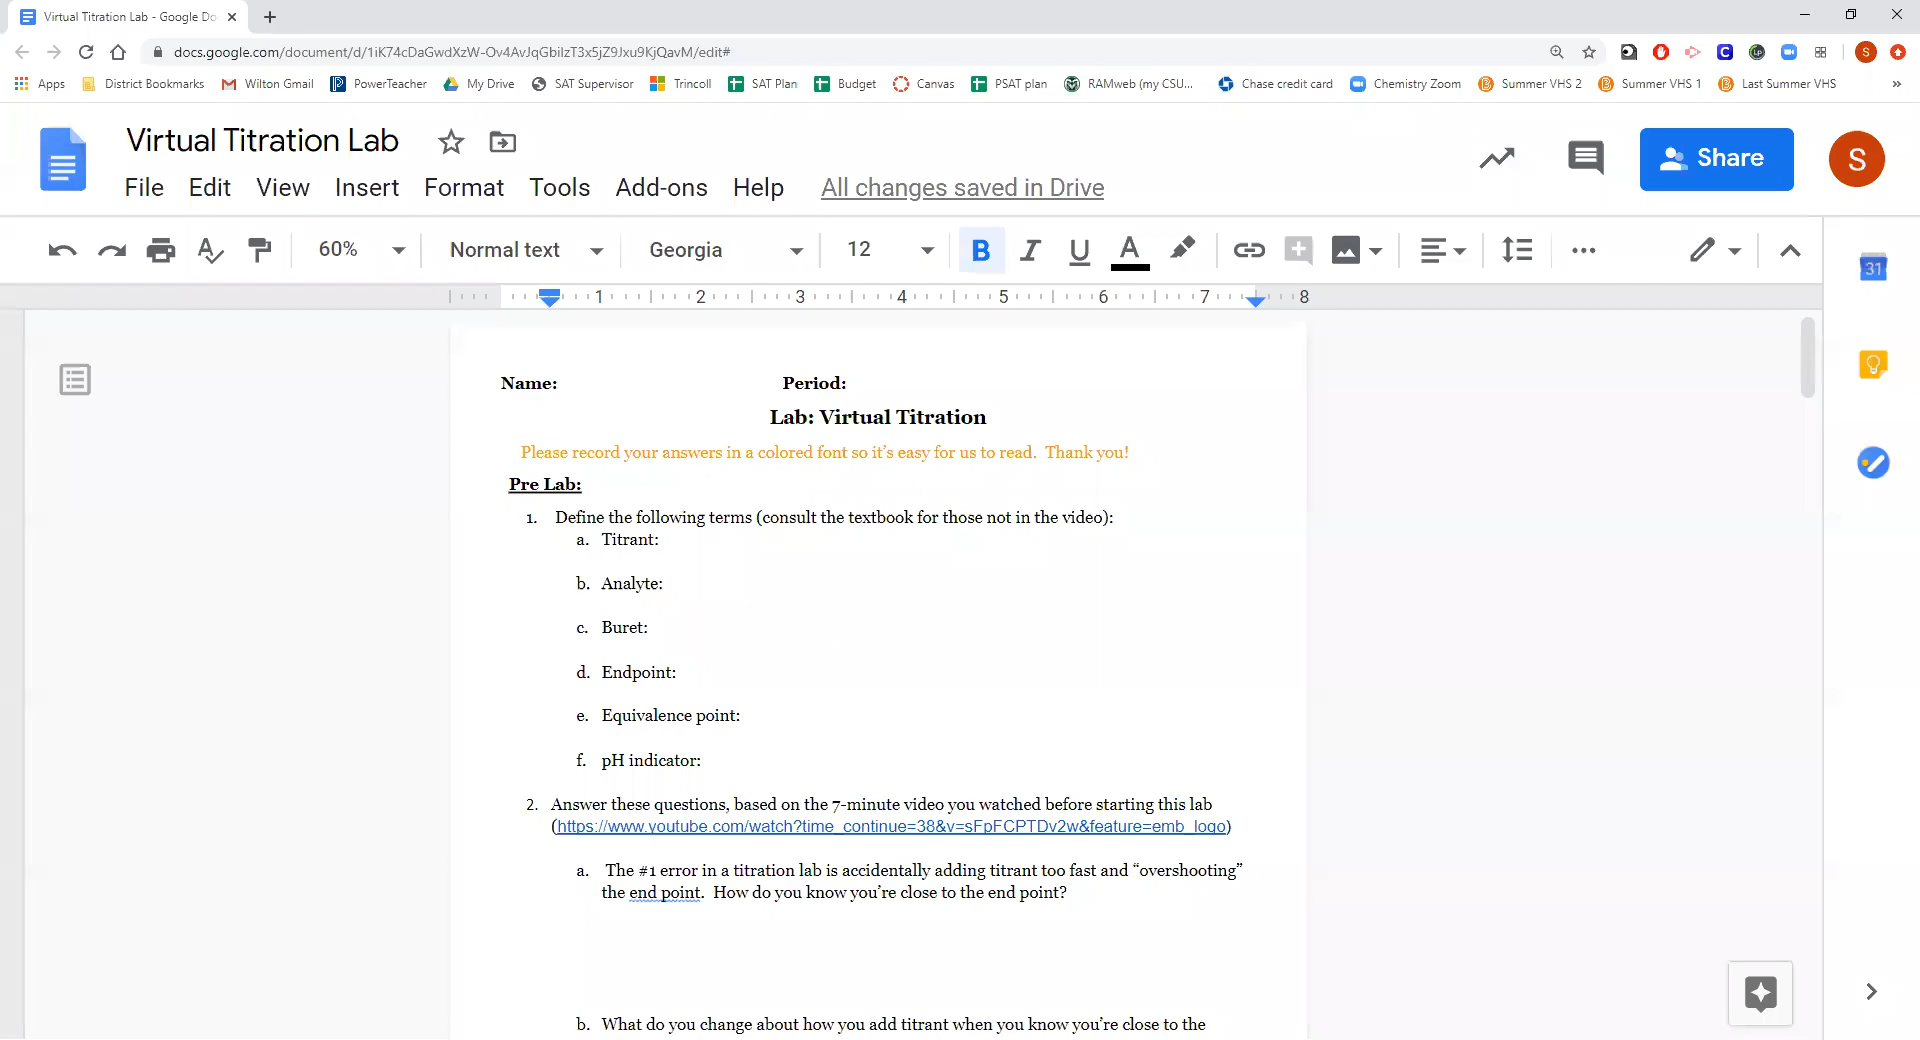 Virtual Titration Lab - Google Do
docs.google.com/document/d/1iK74cDaGwdXzW-Ov4AvJqGbilzT3x5jZ9Jxu9KjQavM/edit#
Apps District Bookmarks Wilton Gmail PowerTeacher My Drive SAT Supervisor Trincoll SAT Plan Budget Canvas PSAT plan RAMweb (my CSU... Chase credit card Chemistry Zoom Summer VHS 2 Summer VHS 1 Last Summer VHS »
Virtual Titration Lab
Share
S
File Edit View Insert Format Tools Add-ons Help All changes saved in Drive
60% Normal text Georgia 12 B I U A
31
1 2 3 4 5 6 7 8
Name: Period:
Lab: Virtual Titration
Please record your answers in a colored font so it's easy for us to read. Thank you!
Pre Lab:
1. Define the following terms (consult the textbook for those not in the video):
a. Titrant:
b. Analyte:
c. Buret:
d. Endpoint:
e. Equivalence point:
f. pH indicator:
2. Answer these questions, based on the 7-minute video you watched before starting this lab
(https://www.youtube.com/watch?time_continue=38&v=sFpFCPTDv2w&feature=emb_logo)
a. The #1 error in a titration lab is accidentally adding titrant too fast and “overshooting”
the end point. How do you know you’re close to the end point?
b. What do you change about how you add titrant when you know you’re close to the